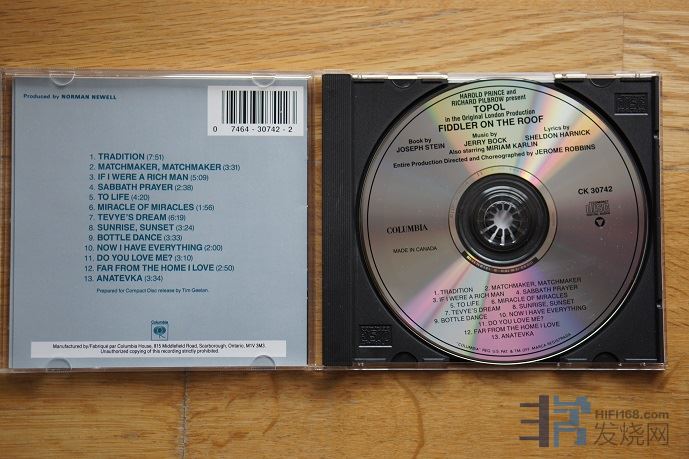 Produced by NORMAN NEWELL
0 7464-30742-2
1. TRADITION (7:51)
2. MATCHMAKER, MATCHMAKER (3:31)
3. IF I WERE A RICH MAN (5:09)
4. SABBATH PRAYER (2:38)
5. TO LIFE (4:20)
6. MIRACLE OF MIRACLES (1:56)
7. TEVYE'S DREAM (6:19)
8. SUNRISE, SUNSET (3:34)
9. BOTTLE DANCE (3:33)
10. NOW I HAVE EVERYTHING (2:00)
11. DO YOU LOVE ME? (3:10)
12. FAR FROM THE HOME I LOVE (2:50)
13. ANATEVKA (3:34)
Prepared for Compact Disc release by Tim Geelan.
Columbia
Manufactured by/Fabriqué par Columbia House, 815 Middlefield Road, Scarborough, Ontario, M1V 3M3.
Unauthorized copying of this recording strictly prohibited.
HAROLD PRINCE and
RICHARD PILBROW present
TOPOL
in the Original London Production
FIDDLER ON THE ROOF
Book by
JOSEPH STEIN
Music by
JERRY BOCK
Lyrics by
SHELDON HARNICK
Also starring MIRIAM KARLIN
Entire Production Directed and Choreographed by JEROME ROBBINS
CK 30742
COLUMBIA
MADE IN CANADA
1. TRADITION 2. MATCHMAKER, MATCHMAKER
3. IF I WERE A RICH MAN 4. SABBATH PRAYER
5. TO LIFE 6. MIRACLE OF MIRACLES
7. TEVYE'S DREAM 8. SUNRISE, SUNSET
9. BOTTLE DANCE 10. NOW I HAVE EVERYTHING
11. DO YOU LOVE ME?
12. FAR FROM THE HOME I LOVE
13. ANATEVKA
HIFI168.com
发烧网